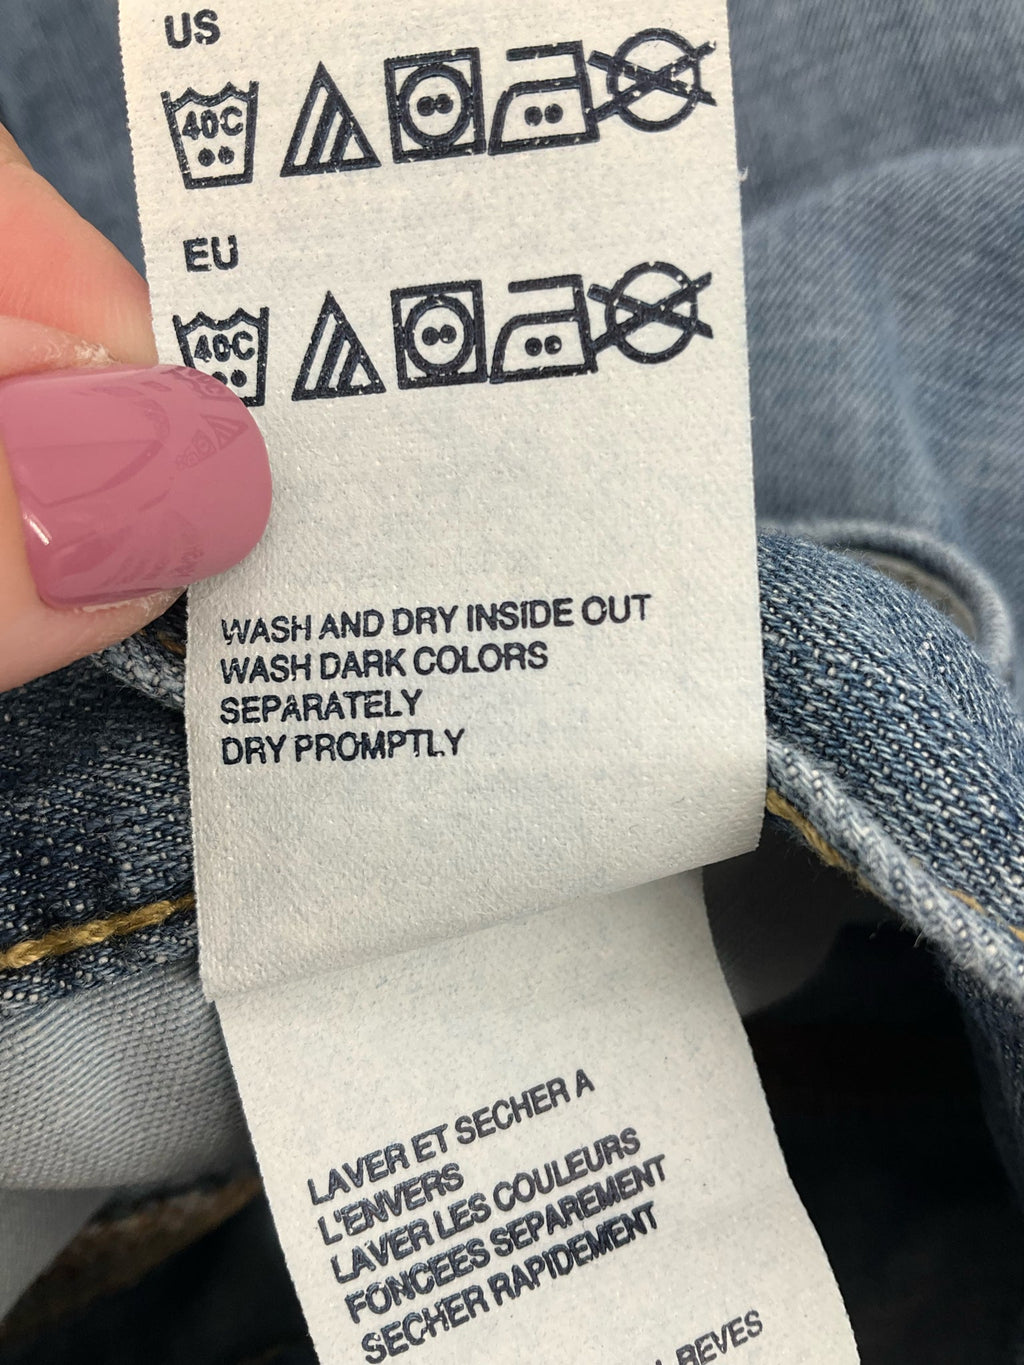 US
40C
EU
40C
WASH AND DRY INSIDE OUT
WASH DARK COLORS
SEPARATELY
DRY PROMPTLY
LAVER ET SECHER A
L'ENVERS
LAVER LES COULEURS
FONCEES SEPAREMENT
SECHER RAPIDEMENT
REVES